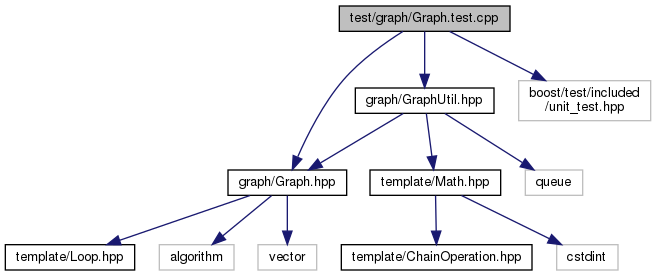 test/graph/Graph.test.cpp
boost/test/included
/unit_test.hpp
graph/GraphUtil.hpp
graph/Graph.hpp
template/Math.hpp
queue
template/Loop.hpp
algorithm
vector
template/ChainOperation.hpp
cstdint